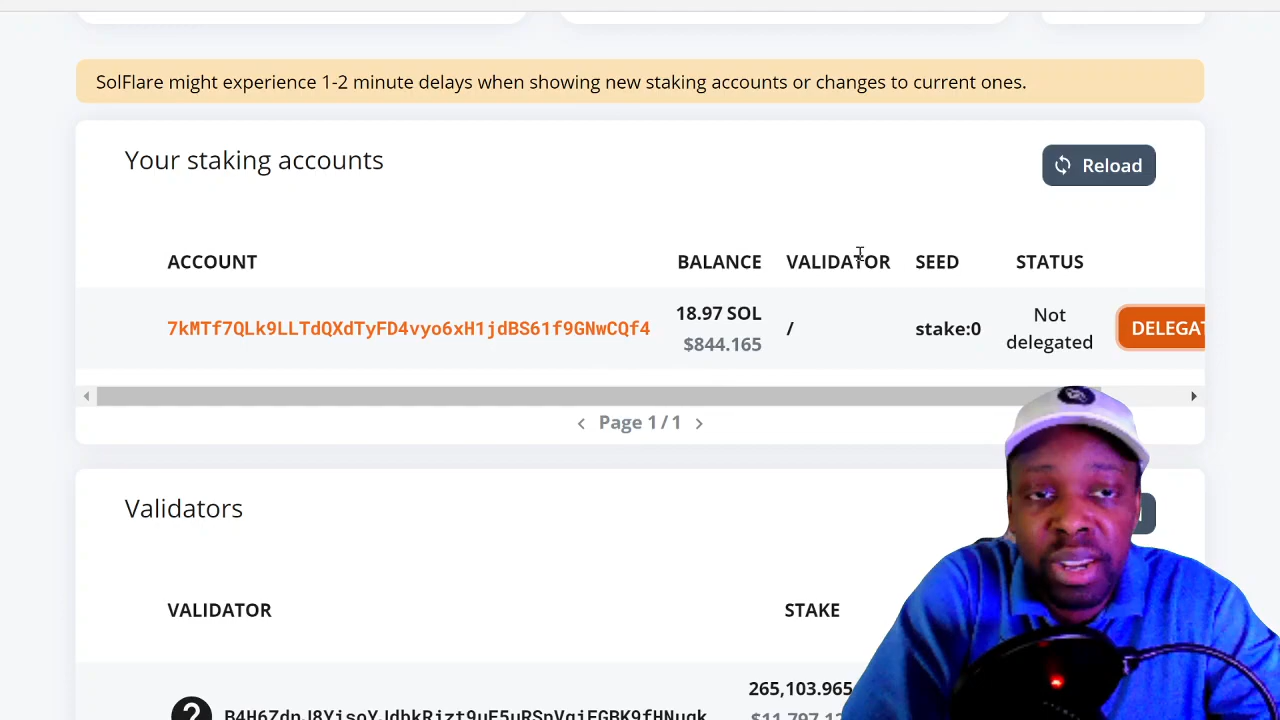 SolFlare might experience 1-2 minute delays when showing new staking accounts or changes to current ones.
Your staking accounts
Reload
ACCOUNT BALANCE VALIDATOR SEED STATUS
7kMTf7QLk9LLTdQXdTyFD4vyo6xH1jdBS61f9GNwCQf4 18.97 SOL / stake:0 Not delegated DELEGAT
$844.165
Page 1 / 1
Validators
VALIDATOR STAKE
265,103.965